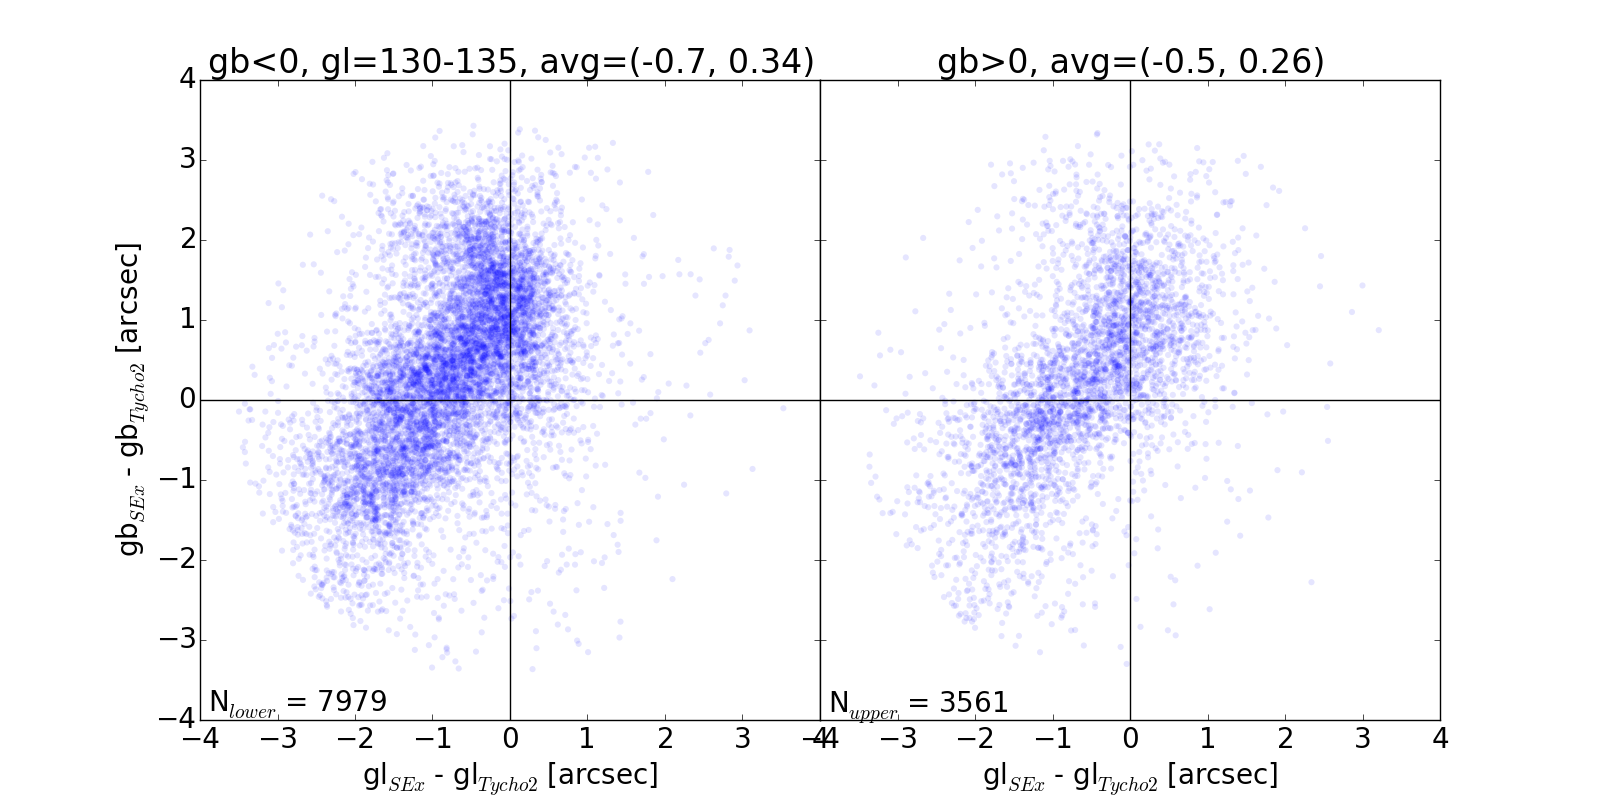 gb<0, gl=130-135, avg=(-0.7, 0.34)
gb>0, avg=(-0.5, 0.26)
4
3
2
1
0
−1
−2
−3
−4
gb_SEx - gb_Tycho2 [arcsec]
N_lower = 7979
N_upper = 3561
−4 −3 −2 −1 0 1 2 3 4
−4 −3 −2 −1 0 1 2 3 4
gl_SEx - gl_Tycho2 [arcsec]
gl_SEx - gl_Tycho2 [arcsec]